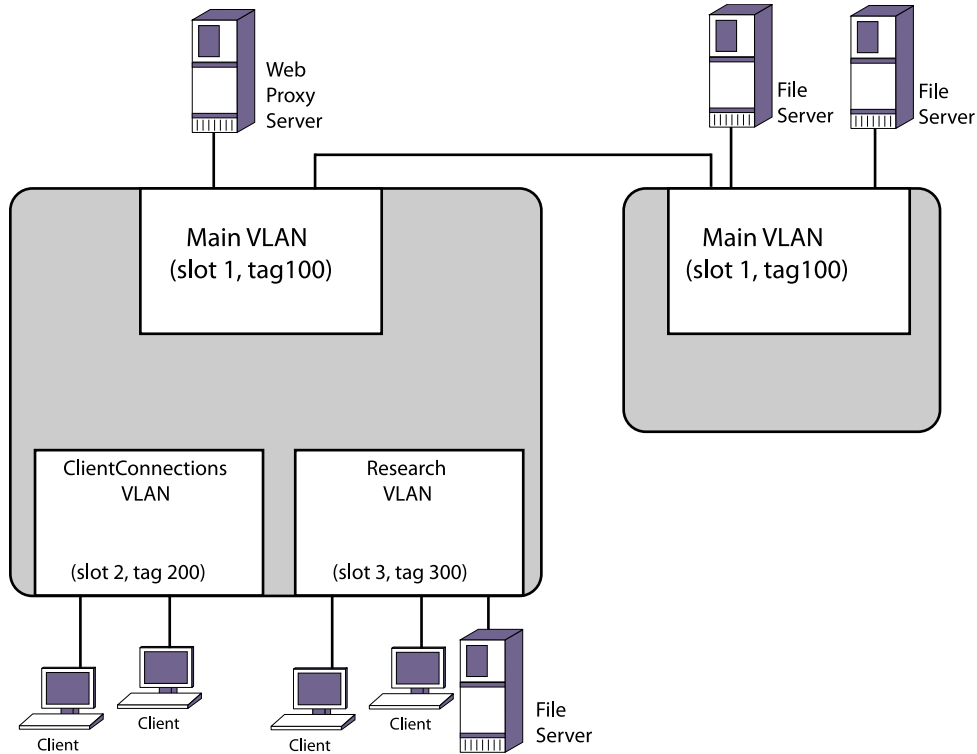 Web
Proxy
Server
File
Server
File
Server
Main VLAN
(slot 1, tag100)
Main VLAN
(slot 1, tag100)
ClientConnections
VLAN
(slot 2, tag 200)
Research
VLAN
(slot 3, tag 300)
Client
Client
Client
Client
File
Server